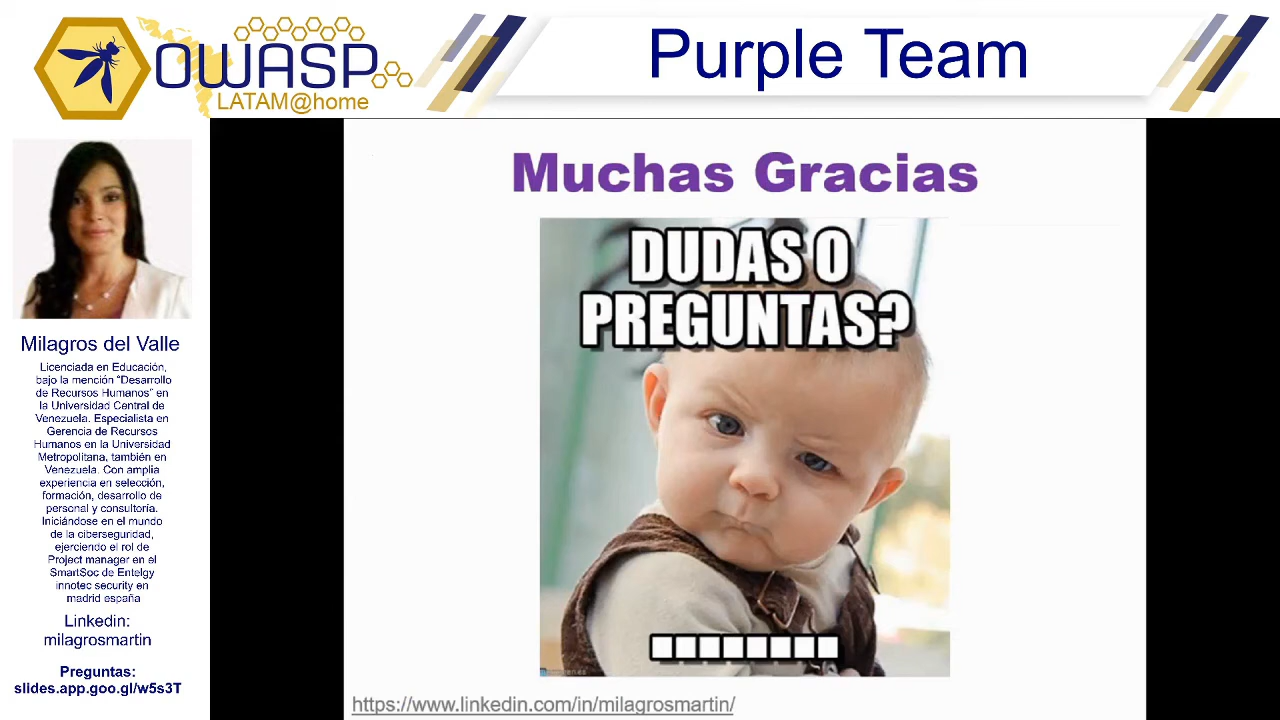 OWASP
LATAM@home
Purple Team
Milagros del Valle
Licenciada en Educación,
bajo la mención “Desarrollo
de Recursos Humanos” en
la Universidad Central de
Venezuela. Especialista en
Gerencia de Recursos
Humanos en la Universidad
Metropolitana, también en
Venezuela. Con amplia
experiencia en selección,
formación, desarrollo de
personal y consultoría.
Iniciándose en el mundo
de la ciberseguridad,
ejerciendo el rol de
Project manager en el
SmartSoc de Entelgy
innotec security en
madrid españa
Linkedin:
milagrosmartin
Preguntas:
slides.app.goo.gl/w5s3T
Muchas Gracias
DUDAS O
PREGUNTAS?
https://www.linkedin.com/in/milagrosmartin/